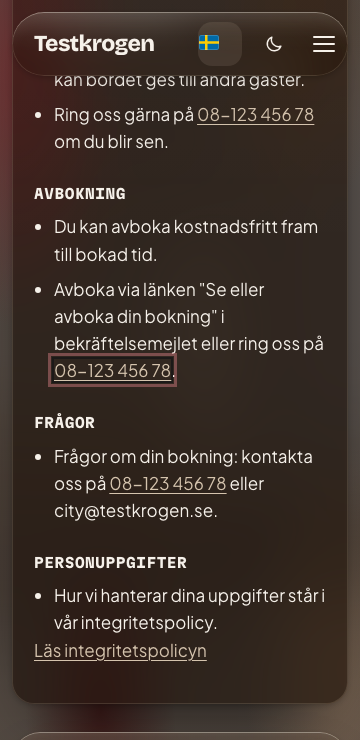 Testkrogen
kan bordet ges till andra gäster.
Ring oss gärna på 08-123 456 78
om du blir sen.
AVBOKNING
Du kan avboka kostnadsfritt fram
till bokad tid.
Avboka via länken "Se eller
avboka din bokning" i
bekräftelsemejlet eller ring oss på
08-123 456 78.
FRÅGOR
Frågor om din bokning: kontakta
oss på 08-123 456 78 eller
city@testkrogen.se.
PERSONUPPGIFTER
Hur vi hanterar dina uppgifter står i
vår integritetspolicy.
Läs integritetspolicyn